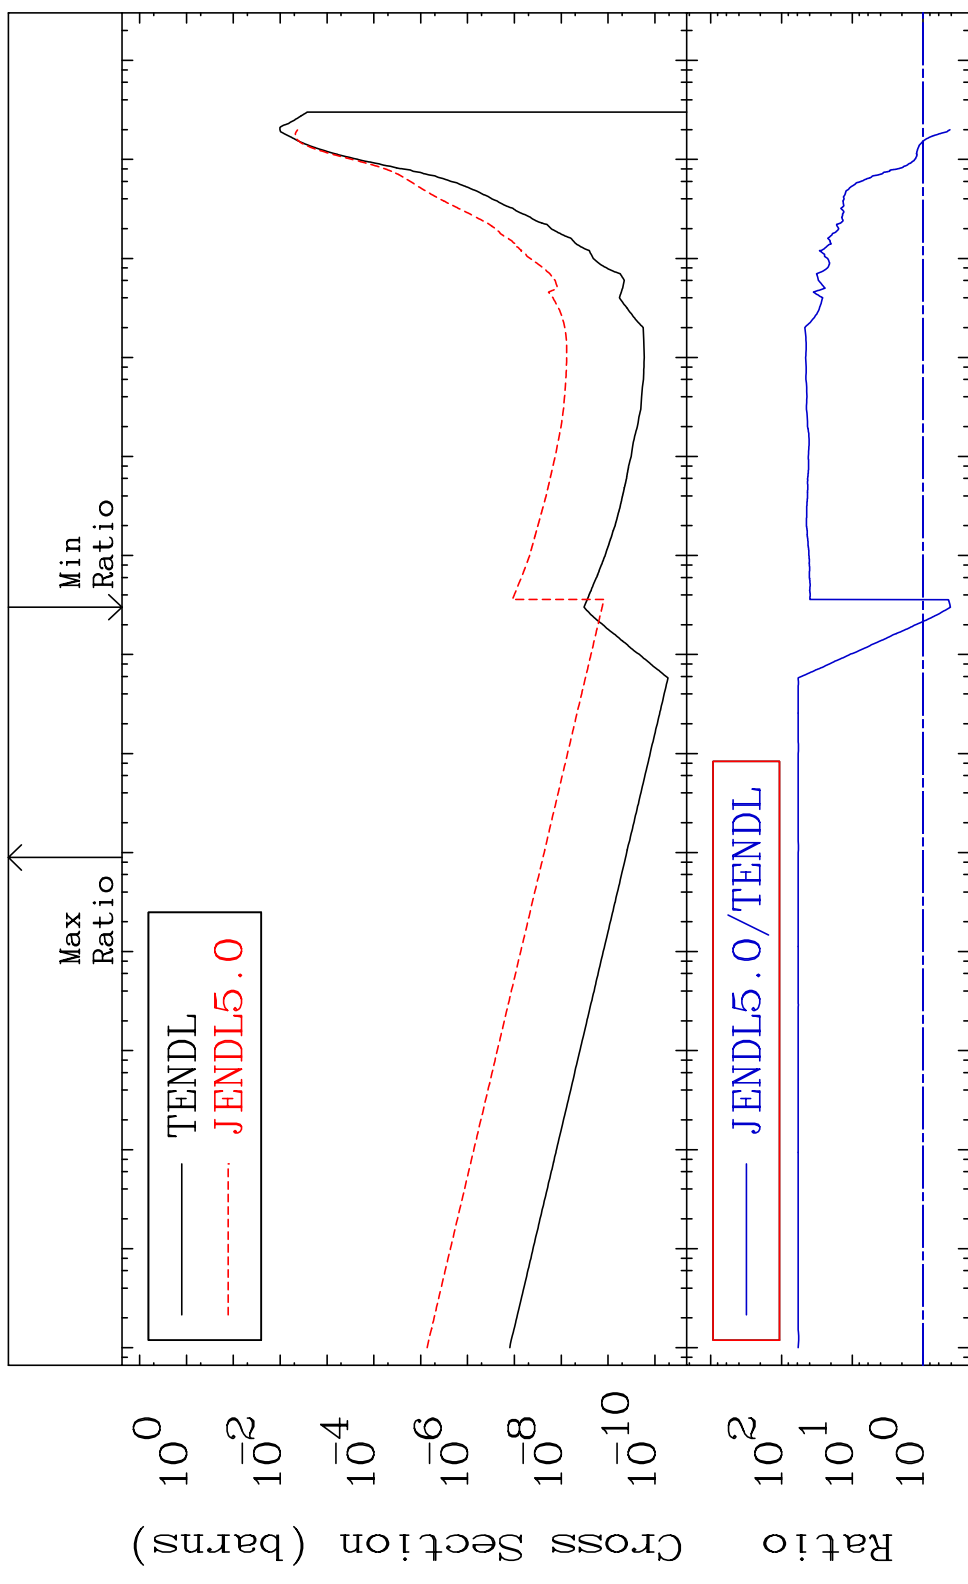 Max
Ratio
Min
Ratio
TENDL
JENDL5.0
10^0
10^-2
10^-4
10^-6
10^-8
10^-10
Cross Section (barns)
JENDL5.0/TENDL
10^2
10^1
10^0
Ratio